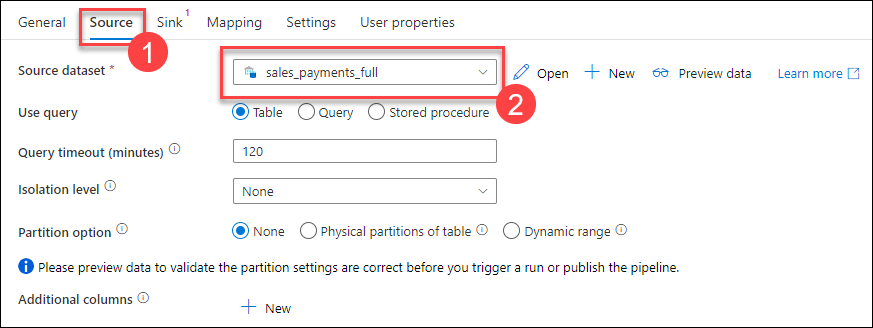 General Source Sink 1 Mapping Settings User properties
1
Source dataset * sales_payments_full Open New Preview data Learn more
2
Use query Table Query Stored procedure
Query timeout (minutes) 120
Isolation level None
Partition option None Physical partitions of table Dynamic range
Please preview data to validate the partition settings are correct before you trigger a run or publish the pipeline.
Additional columns New